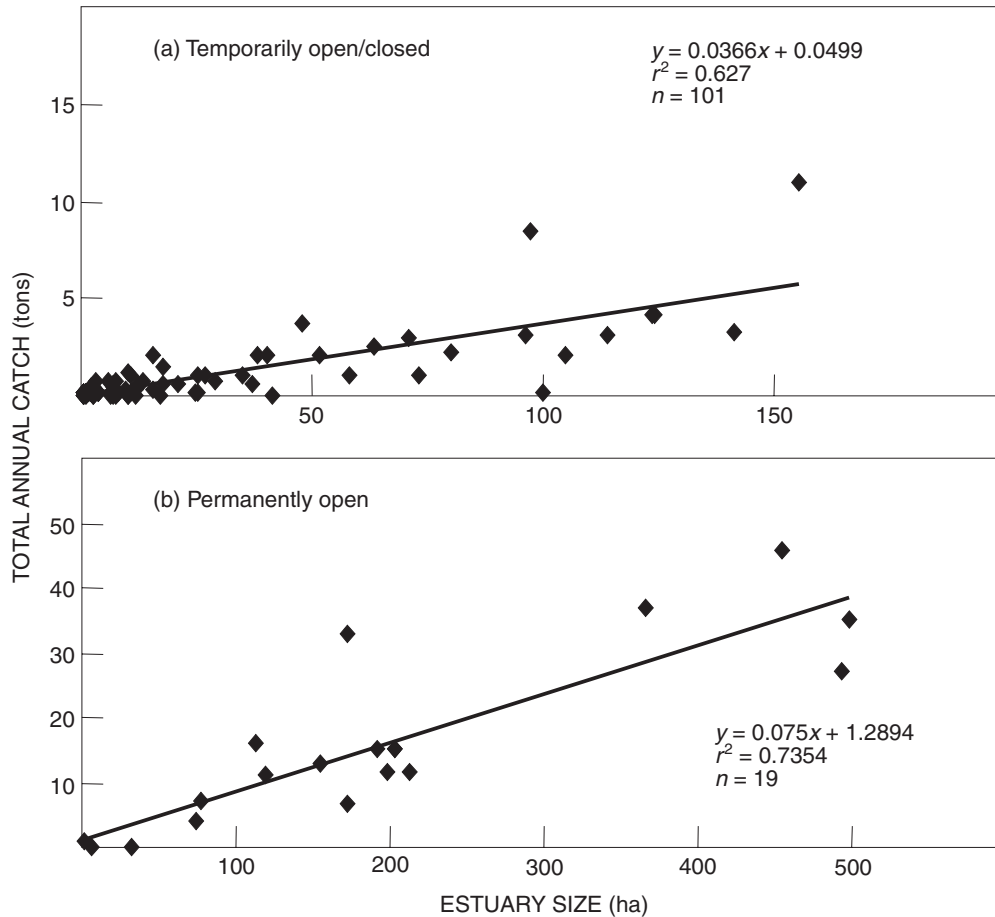 (a) Temporarily open/closed
y = 0.0366x + 0.0499
r² = 0.627
n = 101
15
10
5
50
100
150
TOTAL ANNUAL CATCH (tons)
(b) Permanently open
50
40
30
20
10
y = 0.075x + 1.2894
r² = 0.7354
n = 19
100
200
300
400
500
ESTUARY SIZE (ha)